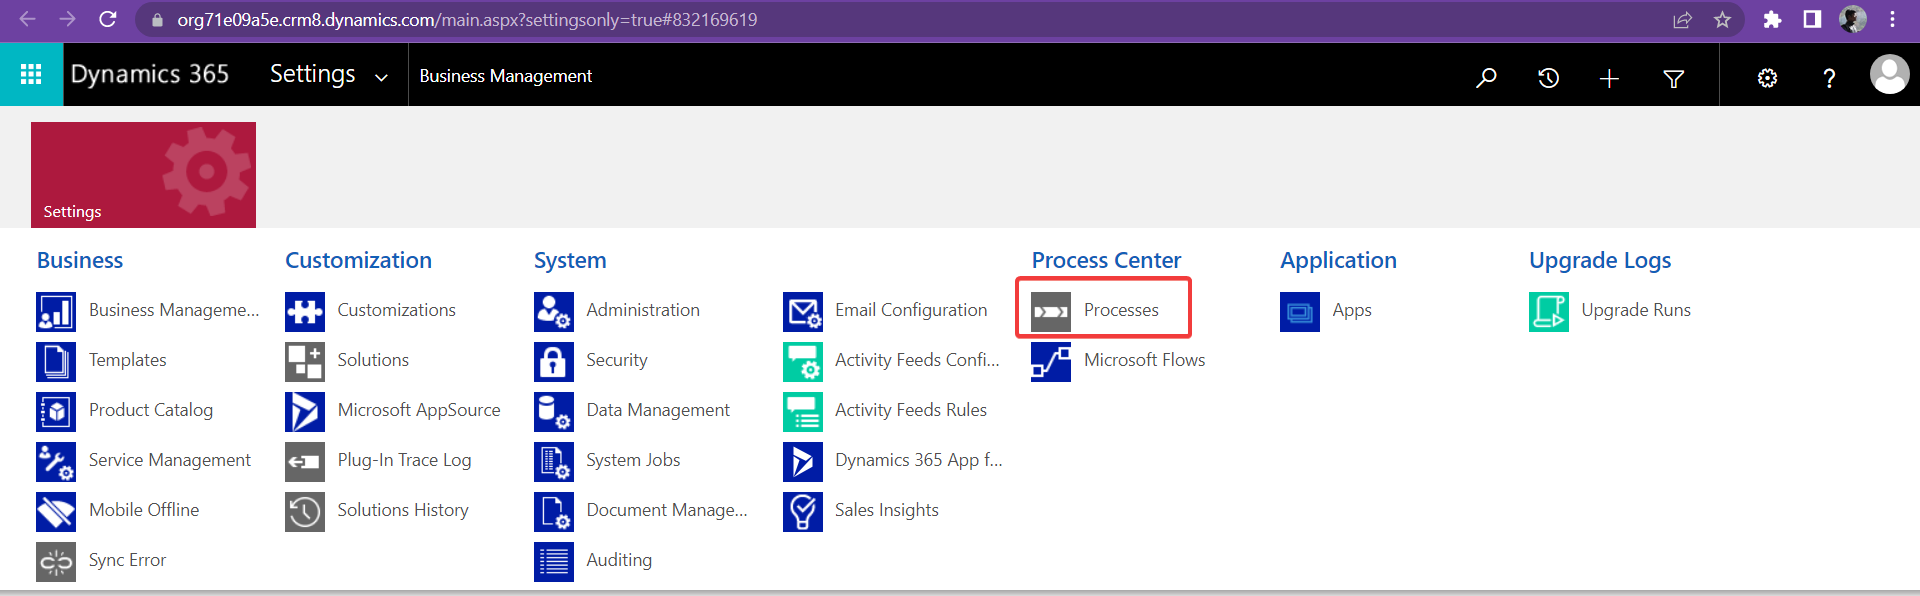 org71e09a5e.crm8.dynamics.com/main.aspx?settingsonly=true#832169619
Dynamics 365
Settings
Business Management
?
Settings
Business
Business Manageme...
Templates
Product Catalog
Service Management
Mobile Offline
Sync Error
Customization
Customizations
Solutions
Microsoft AppSource
Plug-In Trace Log
Solutions History
System
Administration
Security
Data Management
System Jobs
Document Manage...
Auditing
Email Configuration
Activity Feeds Confi...
Activity Feeds Rules
Dynamics 365 App f...
Sales Insights
Process Center
Processes
Microsoft Flows
Application
Apps
Upgrade Logs
Upgrade Runs